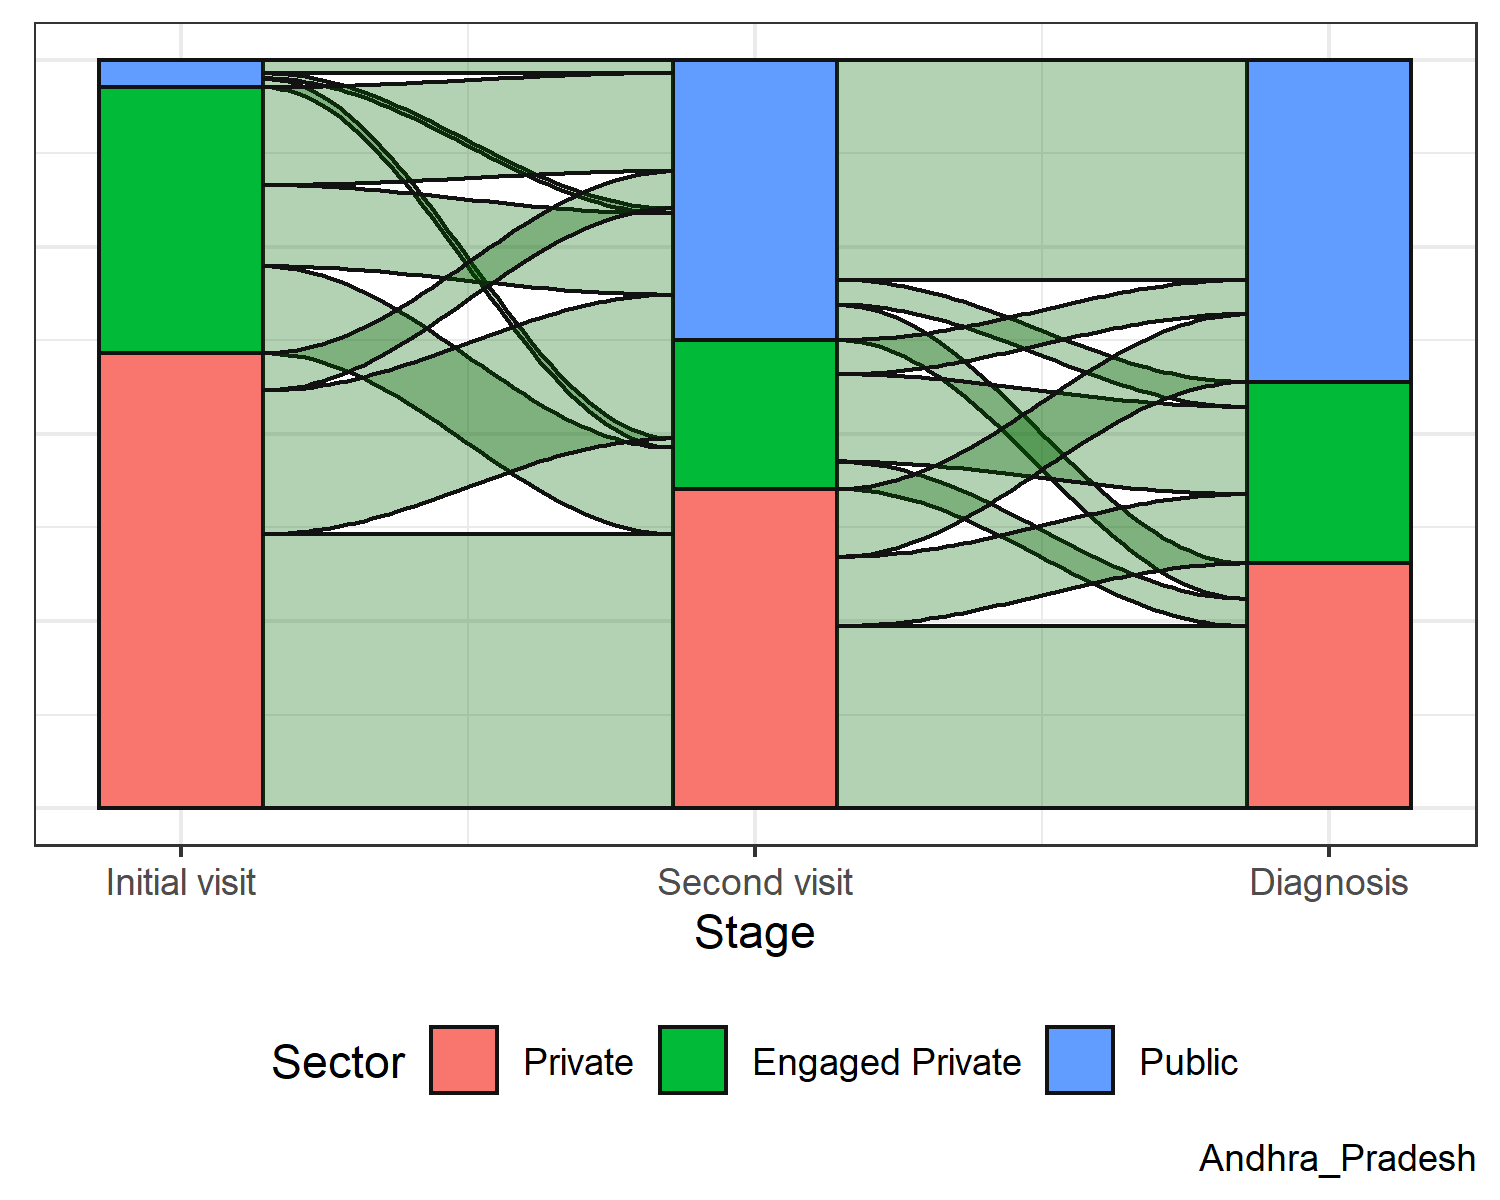 Initial visit Second visit Diagnosis
Stage
Sector Private Engaged Private Public
Andhra_Pradesh